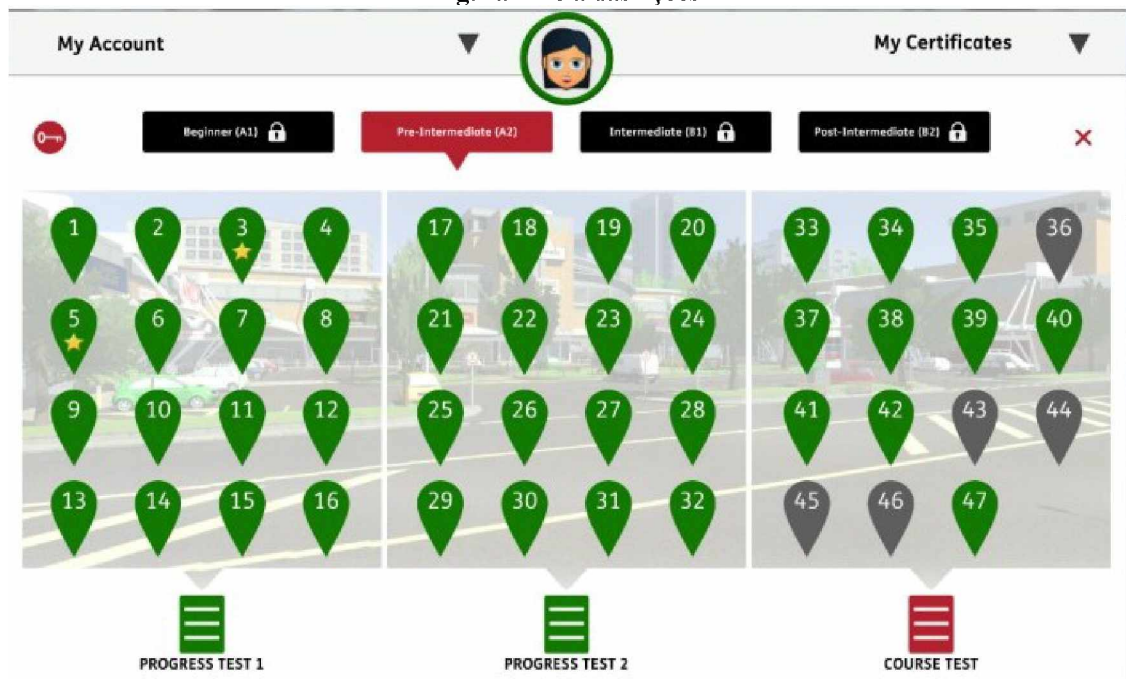 My Account
My Certificates
Beginner (A1)
Pre-Intermediate (A2)
Intermediate (B1)
Post-Intermediate (B2)
1 2 3 4
5 6 7 8
9 10 11 12
13 14 15 16
17 18 19 20
21 22 23 24
25 26 27 28
29 30 31 32
33 34 35 36
37 38 39 40
41 42 43 44
45 46 47
PROGRESS TEST 1
PROGRESS TEST 2
COURSE TEST